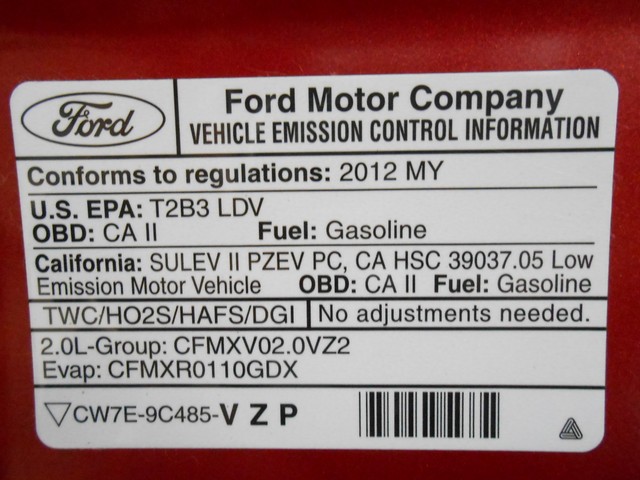 Ford
Ford Motor Company
VEHICLE EMISSION CONTROL INFORMATION
Conforms to regulations: 2012 MY
U.S. EPA: T2B3 LDV
OBD: CA II Fuel: Gasoline
California: SULEV II PZEV PC, CA HSC 39037.05 Low
Emission Motor Vehicle OBD: CA II Fuel: Gasoline
TWC/HO2S/HAFS/DGI No adjustments needed.
2.0L-Group: CFMXV02.0VZ2
Evap: CFMXR0110GDX
CW7E-9C485-V Z P